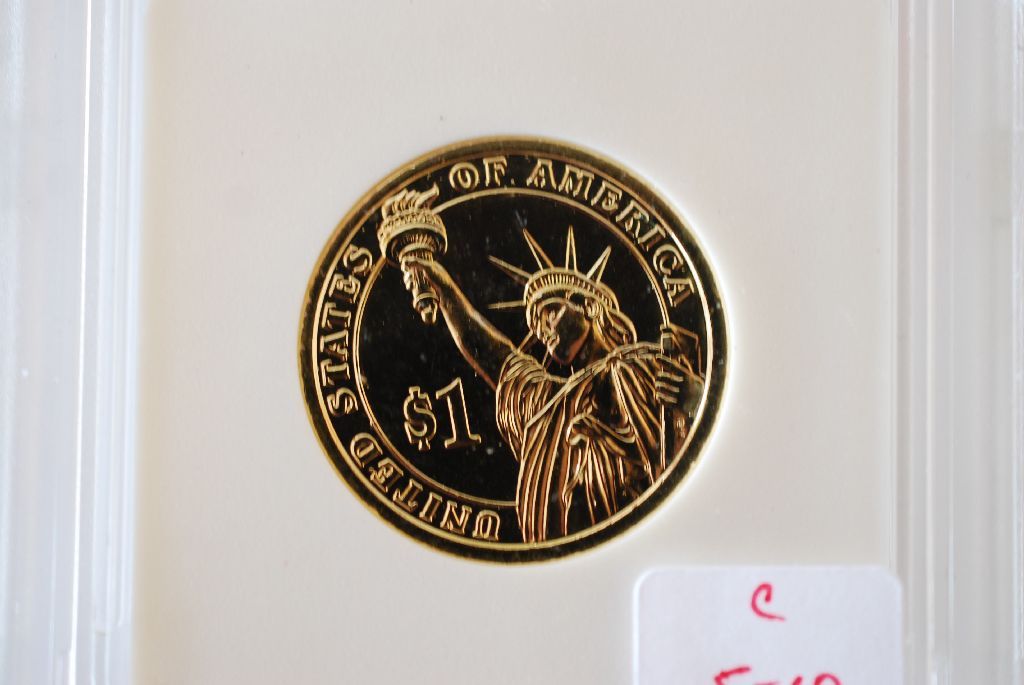 UNITED STATES OF AMERICA
$1
C